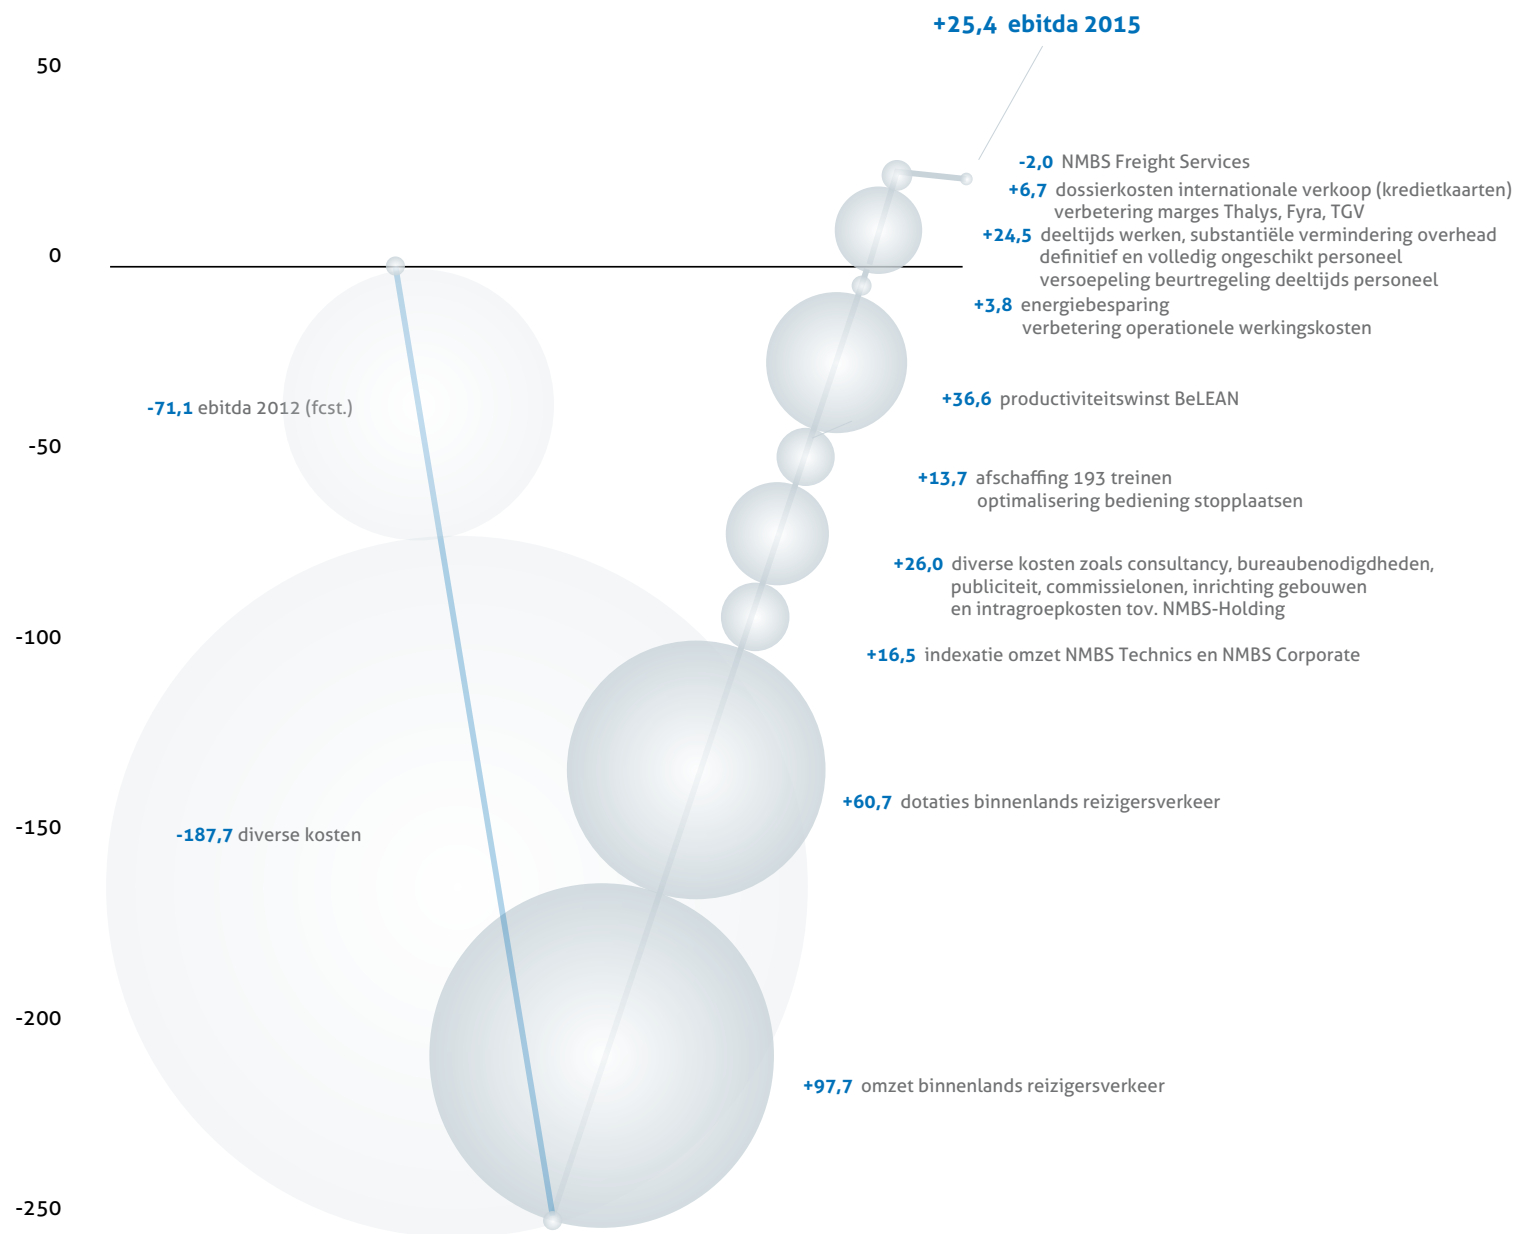 +25,4 ebitda 2015
50
0
-50
-100
-150
-200
-250
-71,1 ebitda 2012 (fcst.)
-187,7 diverse kosten
-2,0 NMBS Freight Services
+6,7 dossierkosten internationale verkoop (kredietkaarten)
verbetering marges Thalys, Fyra, TGV
+24,5 deeltijds werken, substantiële vermindering overhead
definitief en volledig ongeschikt personeel
versoepeling beurtregeling deeltijds personeel
+3,8 energiebesparing
verbetering operationele werkingskosten
+36,6 productiviteitswinst BeLEAN
+13,7 afschaffing 193 treinen
optimalisering bediening stopplaatsen
+26,0 diverse kosten zoals consultancy, bureaubenodigdheden,
publiciteit, commissielonen, inrichting gebouwen
en intragroepkosten tov. NMBS-Holding
+16,5 indexatie omzet NMBS Technics en NMBS Corporate
+60,7 dotaties binnenlands reizigersverkeer
+97,7 omzet binnenlands reizigersverkeer